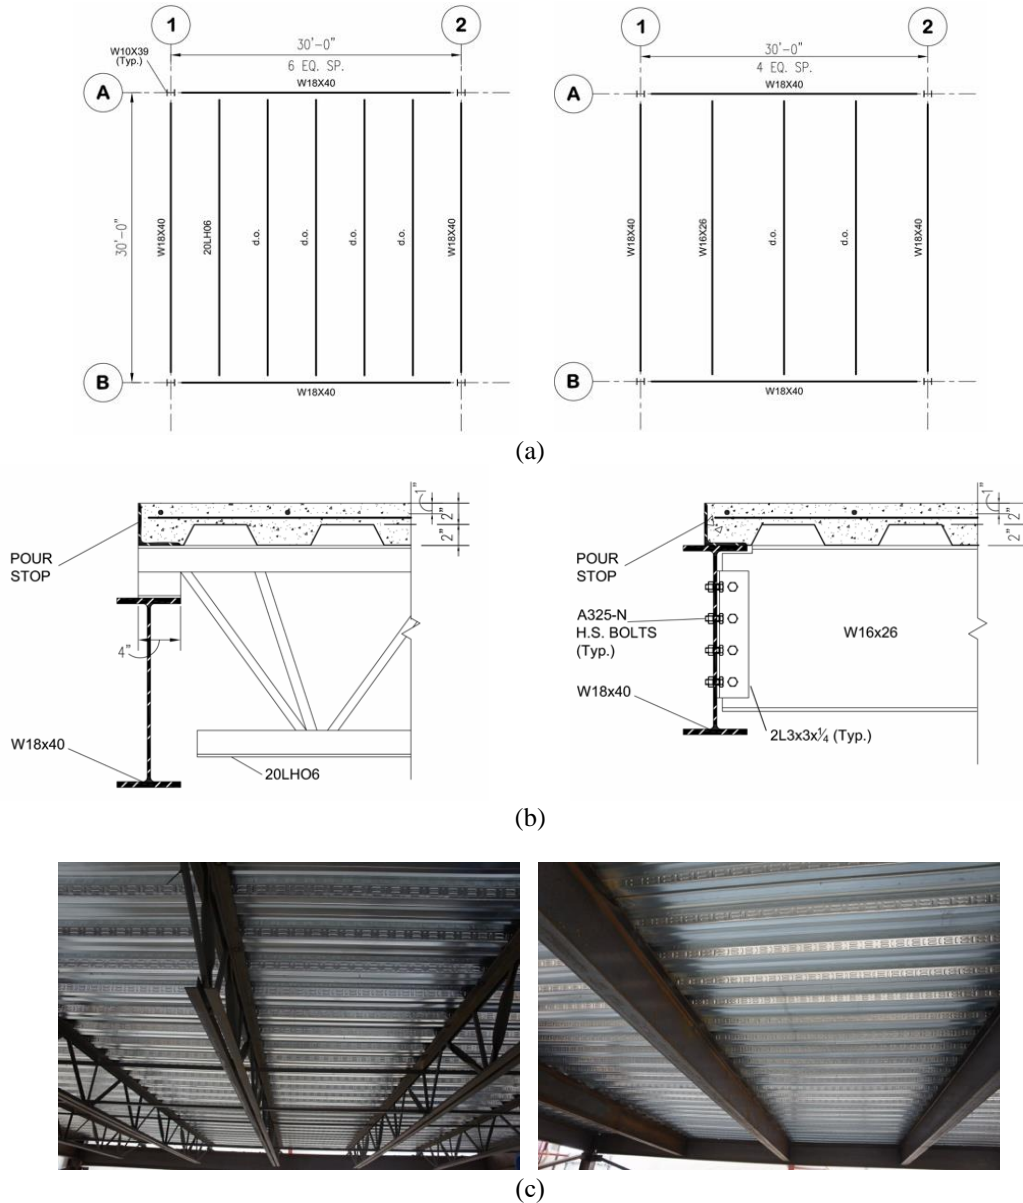 1
2
30'-0"
6 EQ. SP.
W10X39
(Typ.)
W18X40
A
30'-0"
W18X40
20LH06
d.o.
d.o.
d.o.
d.o.
W18X40
B
W18X40
1
2
30'-0"
4 EQ. SP.
W18X40
A
W18X40
W16X26
d.o.
d.o.
W18X40
B
W18X40
(a)
1"
2"
2"
POUR
STOP
4"
W18x40
20LHO6
1"
2"
2"
POUR
STOP
A325-N
H.S. BOLTS
(Typ.)
W16x26
W18x40
2L3x3x¼ (Typ.)
(b)
(c)